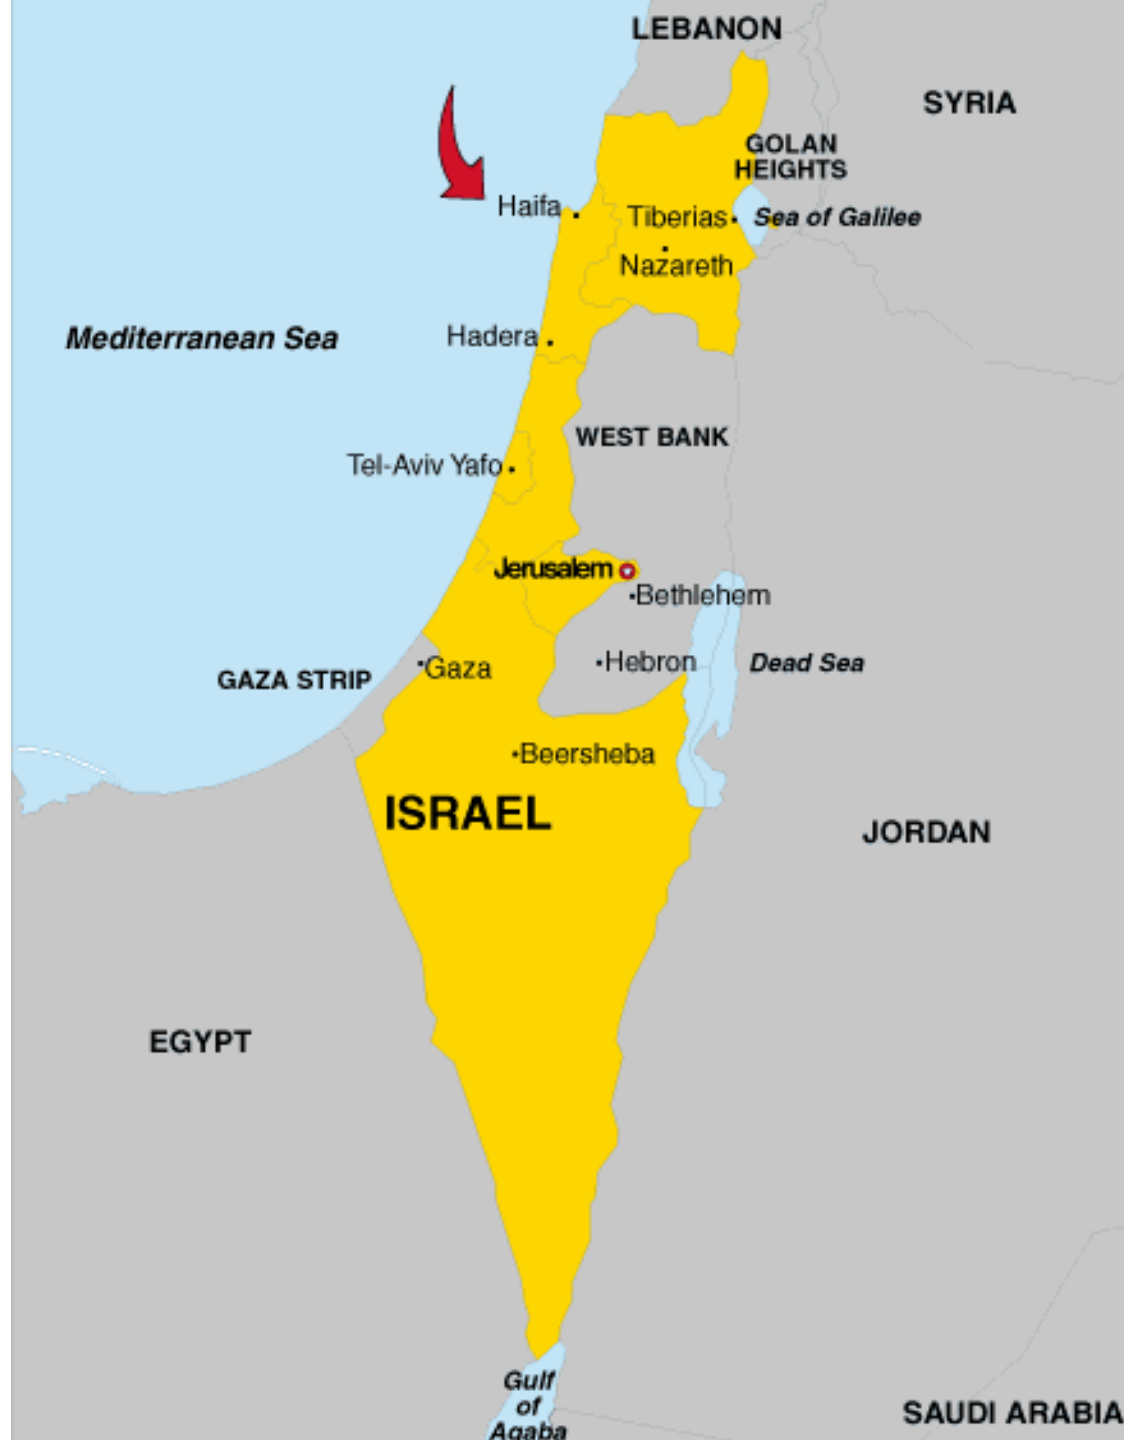 LEBANON
SYRIA
GOLAN
HEIGHTS
Haifa
Tiberias
Sea of Galilee
Nazareth
Mediterranean Sea
Hadera
WEST BANK
Tel-Aviv Yafo
Jerusalem
Bethlehem
Hebron
Dead Sea
Gaza
GAZA STRIP
Beersheba
ISRAEL
JORDAN
EGYPT
Gulf
of
Aqaba
SAUDI ARABIA